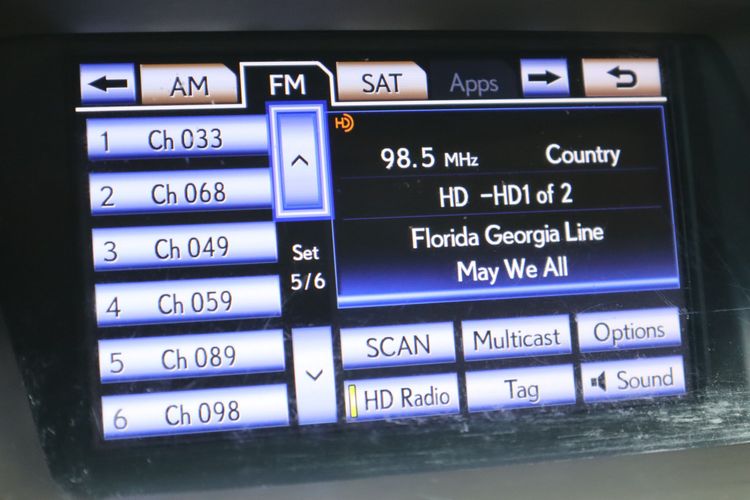 AM FM SAT Apps
1 Ch 033
2 Ch 068
3 Ch 049
4 Ch 059
5 Ch 089
6 Ch 098
Set
5/6
HD
98.5 MHz Country
HD -HD1 of 2
Florida Georgia Line
May We All
SCAN Multicast Options
HD Radio Tag Sound